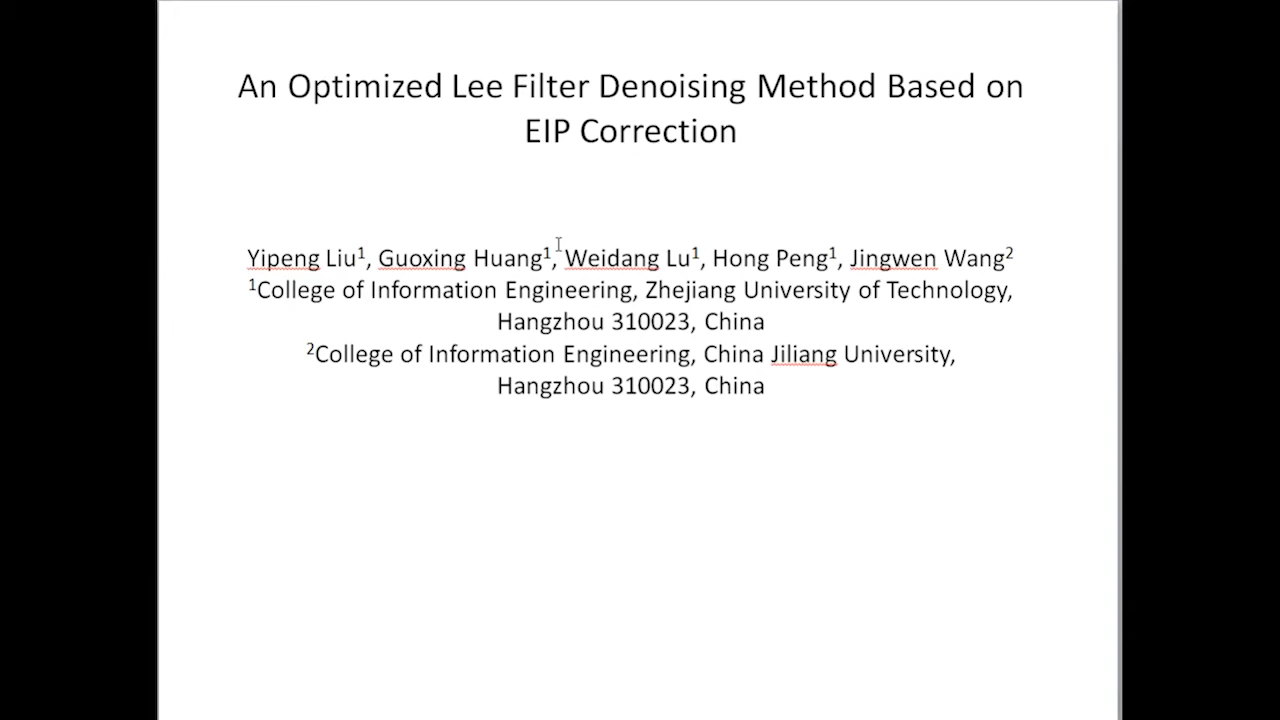 An Optimized Lee Filter Denoising Method Based on
EIP Correction
Yipeng Liu¹, Guoxing Huang¹, Weidang Lu¹, Hong Peng¹, Jingwen Wang²
¹College of Information Engineering, Zhejiang University of Technology,
Hangzhou 310023, China
²College of Information Engineering, China Jiliang University,
Hangzhou 310023, China